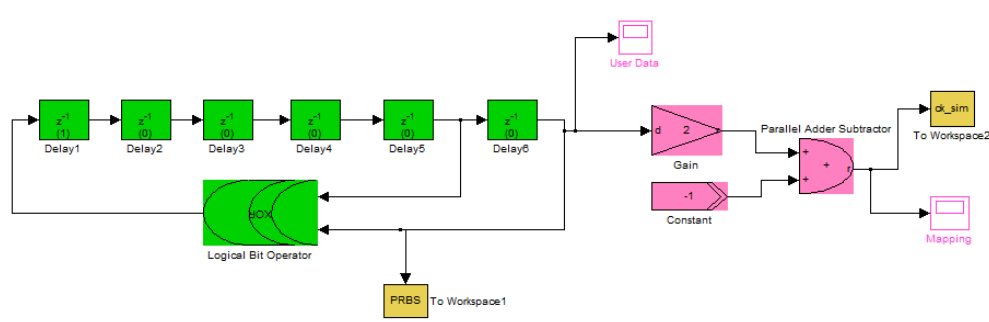 User Data
z-1
(1)
Delay1
z-1
(0)
Delay2
z-1
(0)
Delay3
z-1
(0)
Delay4
z-1
(0)
Delay5
z-1
(0)
Delay6
d 2 r
Gain
Parallel Adder Subtractor
+
+
+
r
ck_sim
To Workspace2
-1
Constant
Mapping
XOR
Logical Bit Operator
PRBS
To Workspace1